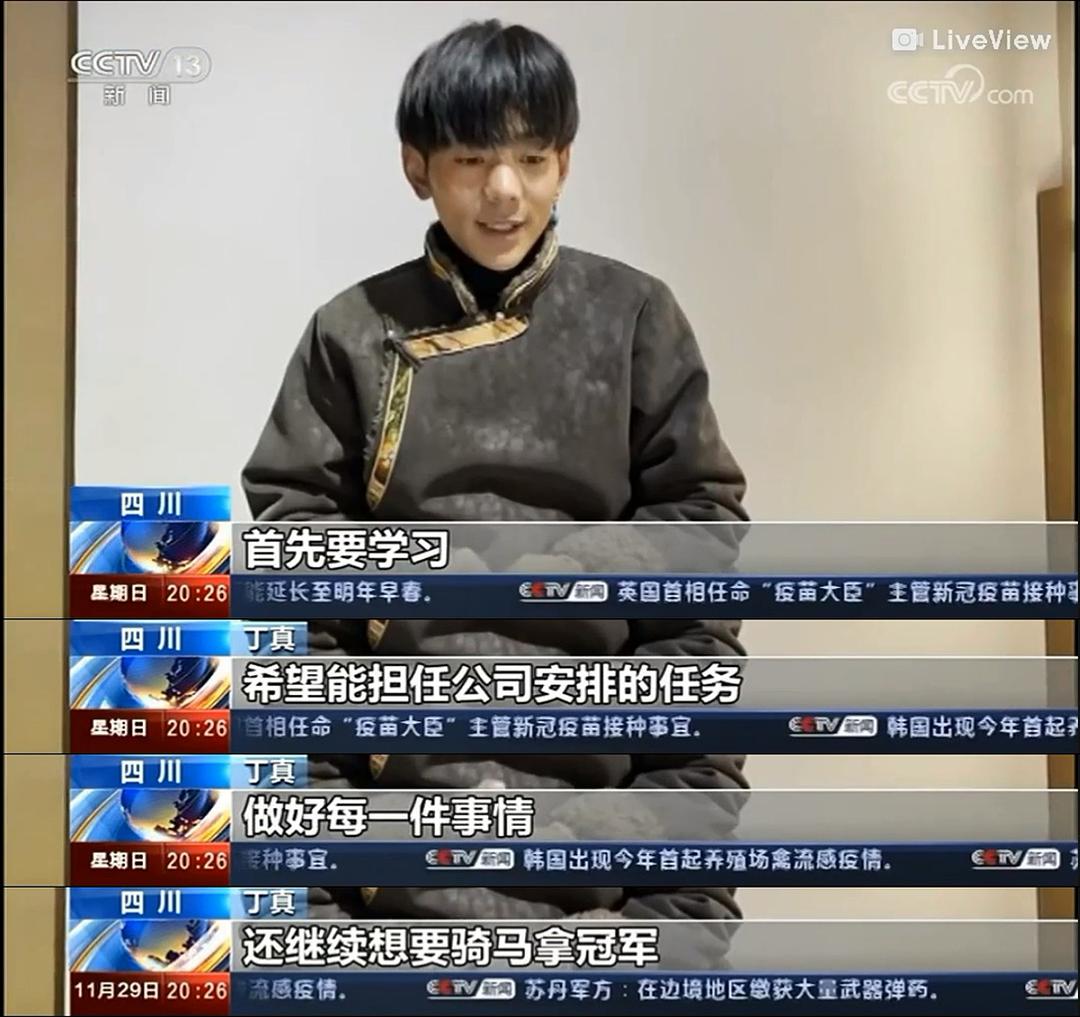 CCTV 13
新闻
LiveView
CCTV.com
四川
首先要学习
星期日 20:26
能延长至明年早春。 CCTV新闻 英国首相任命“疫苗大臣”主管新冠疫苗接种事
四川 丁真
希望能担任公司安排的任务
星期日 20:26
首相任命“疫苗大臣”主管新冠疫苗接种事宜。 CCTV新闻 韩国出现今年首起养
四川 丁真
做好每一件事情
星期日 20:26
接种事宜。 CCTV新闻 韩国出现今年首起养殖场禽流感疫情。 CCTV新闻
四川 丁真
还继续想要骑马拿冠军
11月29日 20:26
流感疫情。 CCTV新闻 苏丹军方：在边境地区缴获大量武器弹药。 CCTV